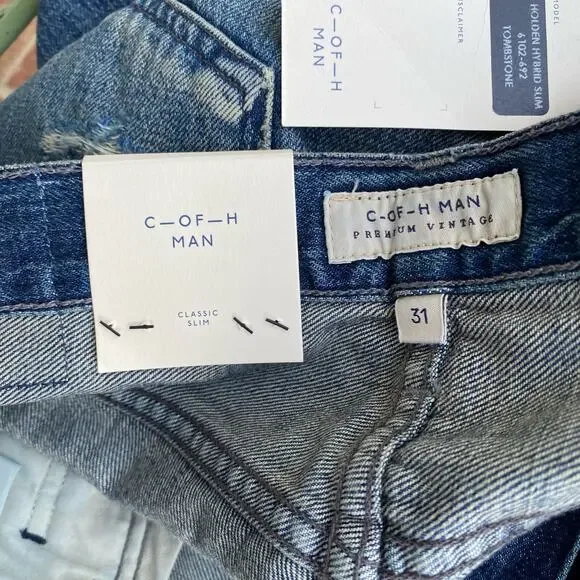 C—OF—H
MAN
MODEL
DISCLAIMER
HOLDEN HYBRID SLIM
6102-692
TOMBSTONE
C—OF—H
MAN
CLASSIC
SLIM
C-OF-H MAN
PREMIUM VINTAGE
31